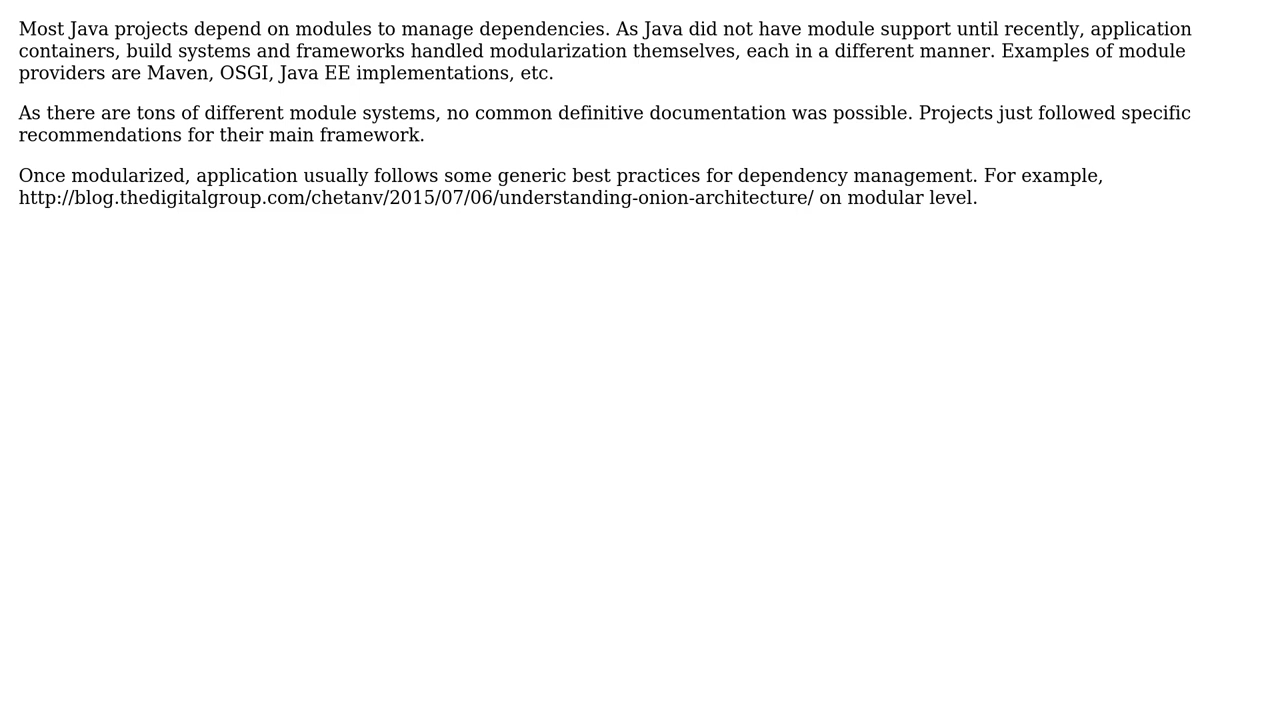 Most Java projects depend on modules to manage dependencies. As Java did not have module support until recently, application
containers, build systems and frameworks handled modularization themselves, each in a different manner. Examples of module
providers are Maven, OSGI, Java EE implementations, etc.
As there are tons of different module systems, no common definitive documentation was possible. Projects just followed specific
recommendations for their main framework.
Once modularized, application usually follows some generic best practices for dependency management. For example,
http://blog.thedigitalgroup.com/chetanv/2015/07/06/understanding-onion-architecture/ on modular level.